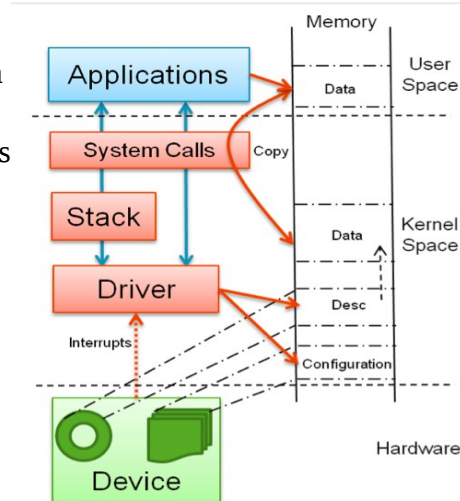 Memory
Applications
Data
User
Space
System Calls
Copy
Stack
Data
Kernel
Space
Driver
Desc
Interrupts
Configuration
Hardware
Device